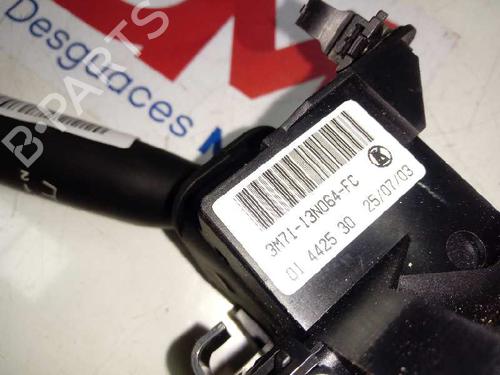 Desguaces
B-PARTS
3M71-13N064-FC
01 4425 30 25/07/03
K